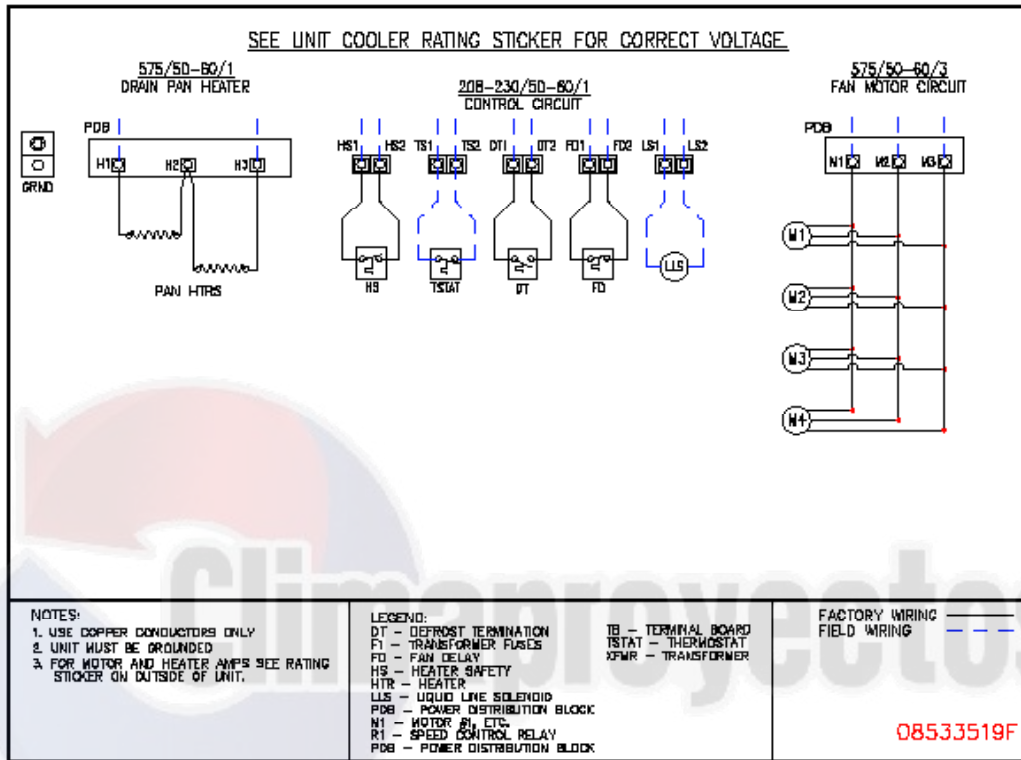 SEE UNIT COOLER RATING STICKER FOR CORRECT VOLTAGE.
575/50-60/1
DRAIN PAN HEATER
208-230/50-60/1
CONTROL CIRCUIT
575/50-60/3
FAN MOTOR CIRCUIT
GRND
PDB
H1 H2 H3
PAN HTRS
HS1 HS2 TS1 TS2 DT1 DT2 FD1 FD2 LS1 LS2
HS TSTAT DT FD LLS
PDB
M1 M2 M3
M1
M2
M3
M4
Climaproyectos
NOTES:
1. USE COPPER CONDUCTORS ONLY
2. UNIT MUST BE GROUNDED
3. FOR MOTOR AND HEATER AMPS SEE RATING
STICKER ON OUTSIDE OF UNIT.
LEGEND:
DT - DEFROST TERMINATION
F1 - TRANSFORMER FUSES
FD - FAN DELAY
HS - HEATER SAFETY
HTR - HEATER
LLS - LIQUID LINE SOLENOID
PDB - POWER DISTRIBUTION BLOCK
M1 - MOTOR #1, ETC.
R1 - SPEED CONTROL RELAY
PDB - POWER DISTRIBUTION BLOCK
TB - TERMINAL BOARD
TSTAT - THERMOSTAT
XFMR - TRANSFORMER
FACTORY WIRING
FIELD WIRING
08533519F